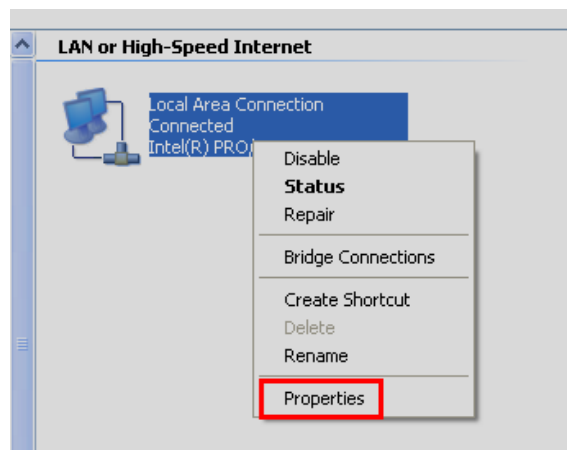 LAN or High-Speed Internet
Local Area Connection
Connected
Intel(R) PRO/
Disable
Status
Repair
Bridge Connections
Create Shortcut
Delete
Rename
Properties